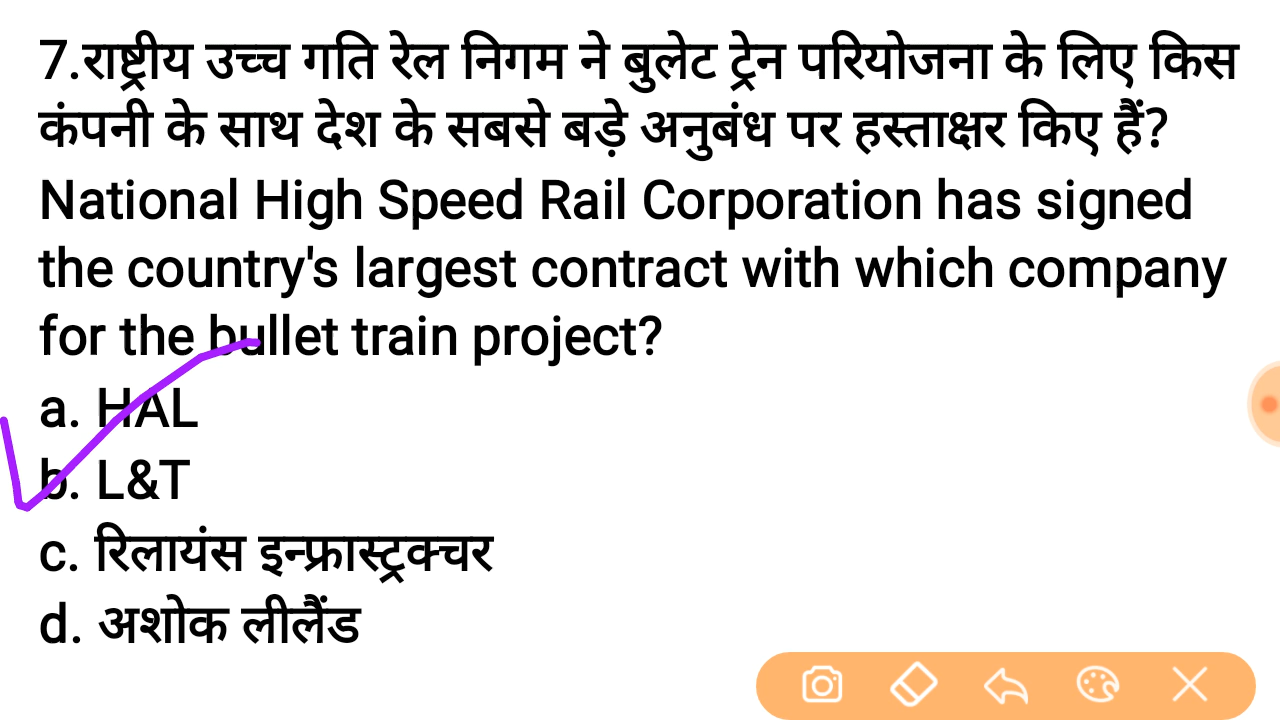 7.राष्ट्रीय उच्च गति रेल निगम ने बुलेट ट्रेन परियोजना के लिए किस
कंपनी के साथ देश के सबसे बड़े अनुबंध पर हस्ताक्षर किए हैं?
National High Speed Rail Corporation has signed
the country's largest contract with which company
for the bullet train project?
a. HAL
b. L&T
c. रिलायंस इन्फ्रास्ट्रक्चर
d. अशोक लीलैंड